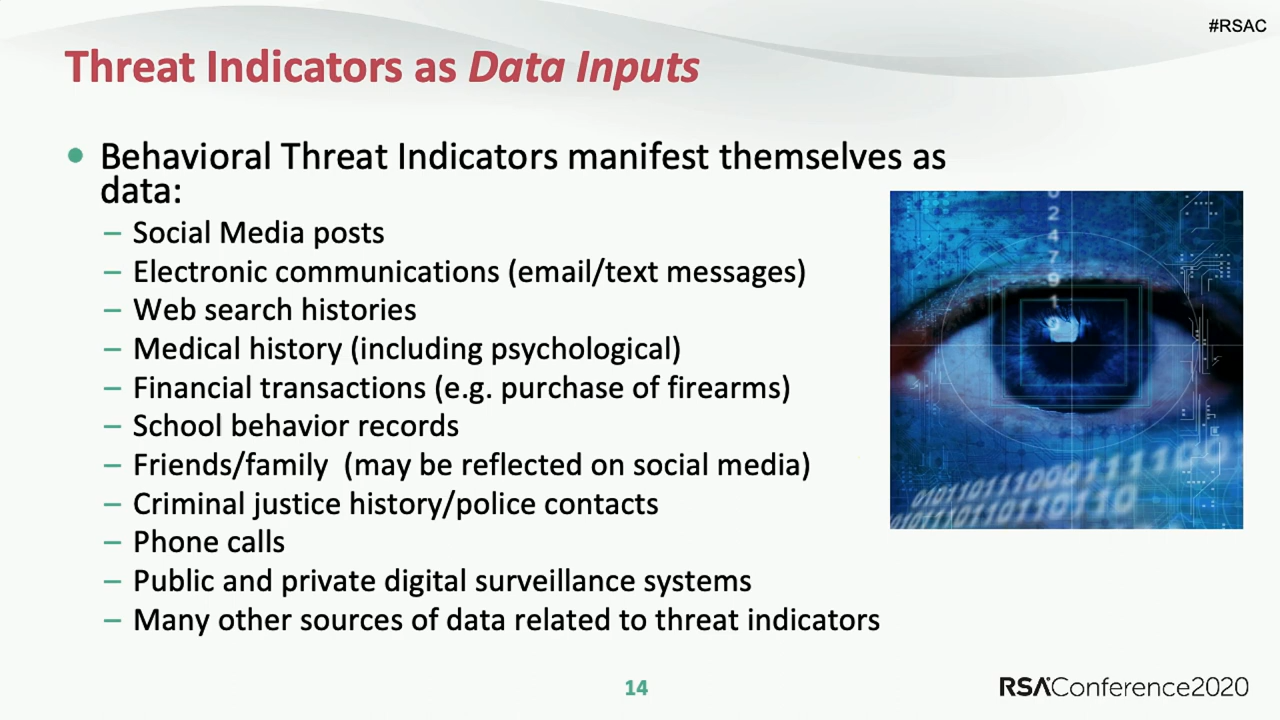 #RSAC
Threat Indicators as Data Inputs
• Behavioral Threat Indicators manifest themselves as
data:
– Social Media posts
– Electronic communications (email/text messages)
– Web search histories
– Medical history (including psychological)
– Financial transactions (e.g. purchase of firearms)
– School behavior records
– Friends/family  (may be reflected on social media)
– Criminal justice history/police contacts
– Phone calls
– Public and private digital surveillance systems
– Many other sources of data related to threat indicators
14
RSAConference2020